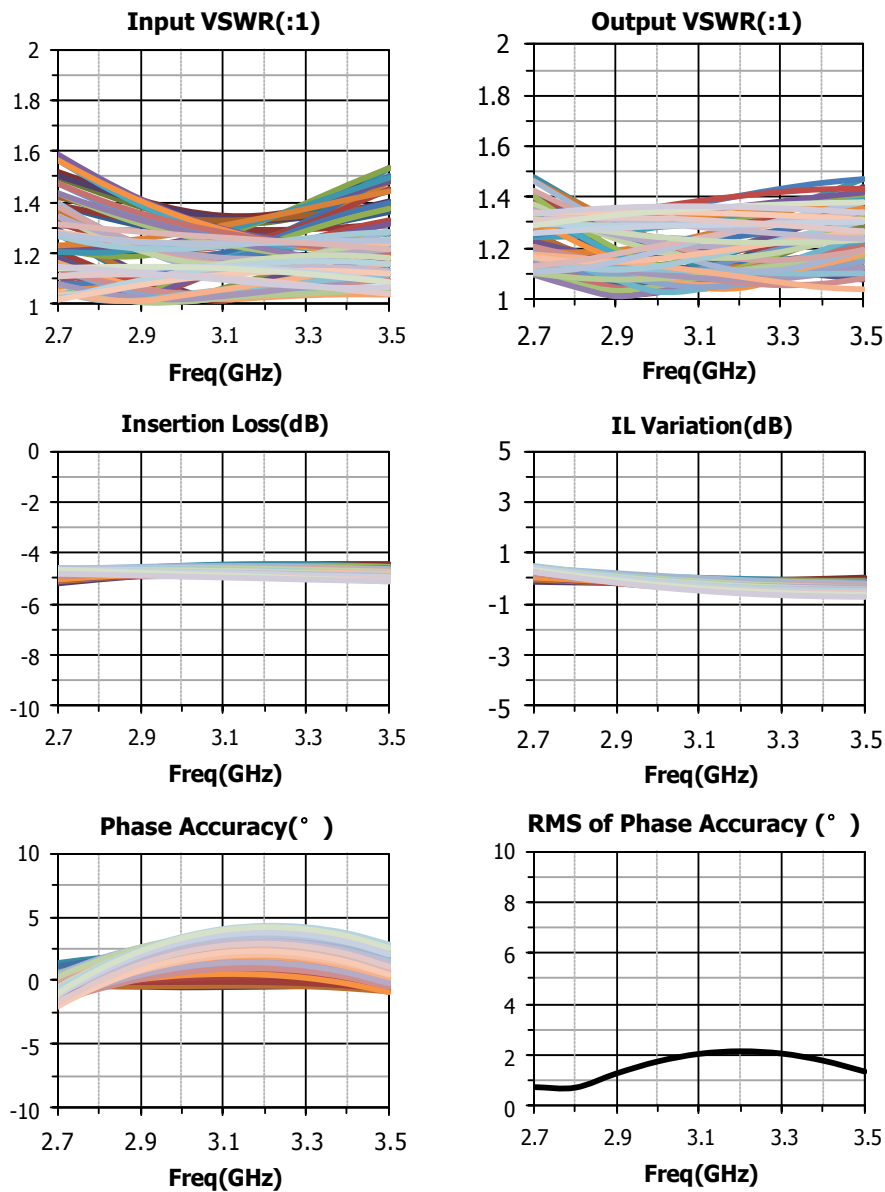 Input VSWR(:1)
2
1.8
1.6
1.4
1.2
1
2.7 2.9 3.1 3.3 3.5
Freq(GHz)
Output VSWR(:1)
2
1.8
1.6
1.4
1.2
1
2.7 2.9 3.1 3.3 3.5
Freq(GHz)
Insertion Loss(dB)
0
-2
-4
-6
-8
-10
2.7 2.9 3.1 3.3 3.5
Freq(GHz)
IL Variation(dB)
5
3
1
-1
-3
-5
2.7 2.9 3.1 3.3 3.5
Freq(GHz)
Phase Accuracy(° )
10
5
0
-5
-10
2.7 2.9 3.1 3.3 3.5
Freq(GHz)
RMS of Phase Accuracy (° )
10
8
6
4
2
0
2.7 2.9 3.1 3.3 3.5
Freq(GHz)